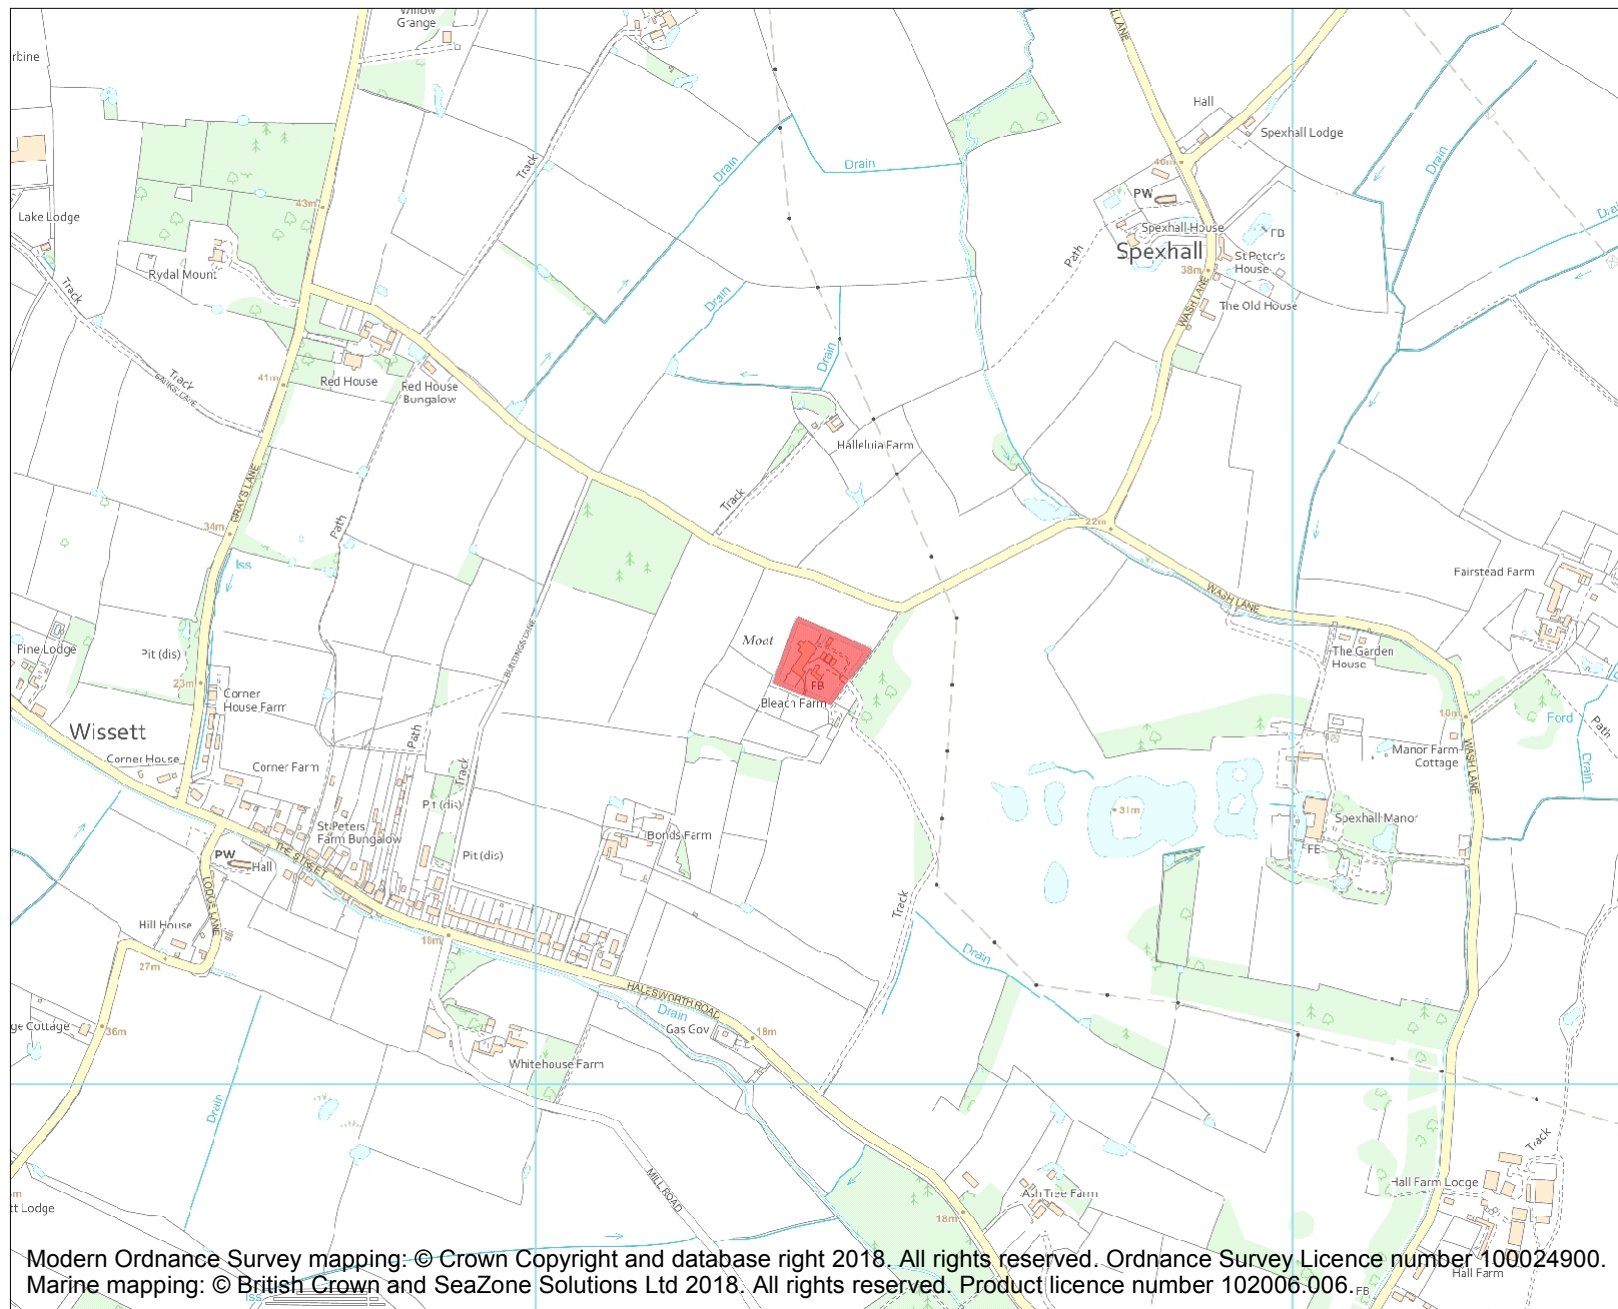 Willow
Grange
LANE
Hall
Spexhall Lodge
Track
Drain
Drain
Drain
40m
PW
Lake Lodge
43m
Spexhall House
Spexhall
FB
St Peter's
House
Path
38m
Rydal Mount
Track
Drain
The Old House
WASH LANE
Drain
Track
41m
Red House
Red House
Bungalow
Halleluia Farm
Track
GRAYS LANE
34m
Path
22m
Iss
Fairstead Farm
WASH LANE
Moat
Pine Lodge
Pit (dis)
BUNTINGS LANE
The Garden
House
23m
FB
Corner
House Farm
Bleach Farm
Wissett
Path
Ford
Path
Corner House
Corner Farm
Track
Manor Farm
Cottage
WASH LANE
Drain
Pit (dis)
31m
Spexhall Manor
St Peters
Farm Bungalow
Bonds Farm
THE STREET
PW
Hall
Pit (dis)
LODGE LANE
Track
Hill House
18m
27m
Drain
HALESWORTH ROAD
Drain
Gas Gov
18m
36m
Whitehouse Farm
Drain
Track
MILL ROAD
Ash Tree Farm
Hall Farm Lodge
18m
Modern Ordnance Survey mapping: © Crown Copyright and database right 2018. All rights reserved. Ordnance Survey Licence number 100024900.
Hall Farm
Marine mapping: © British Crown and SeaZone Solutions Ltd 2018. All rights reserved. Product licence number 102006.006.
FB
Iss